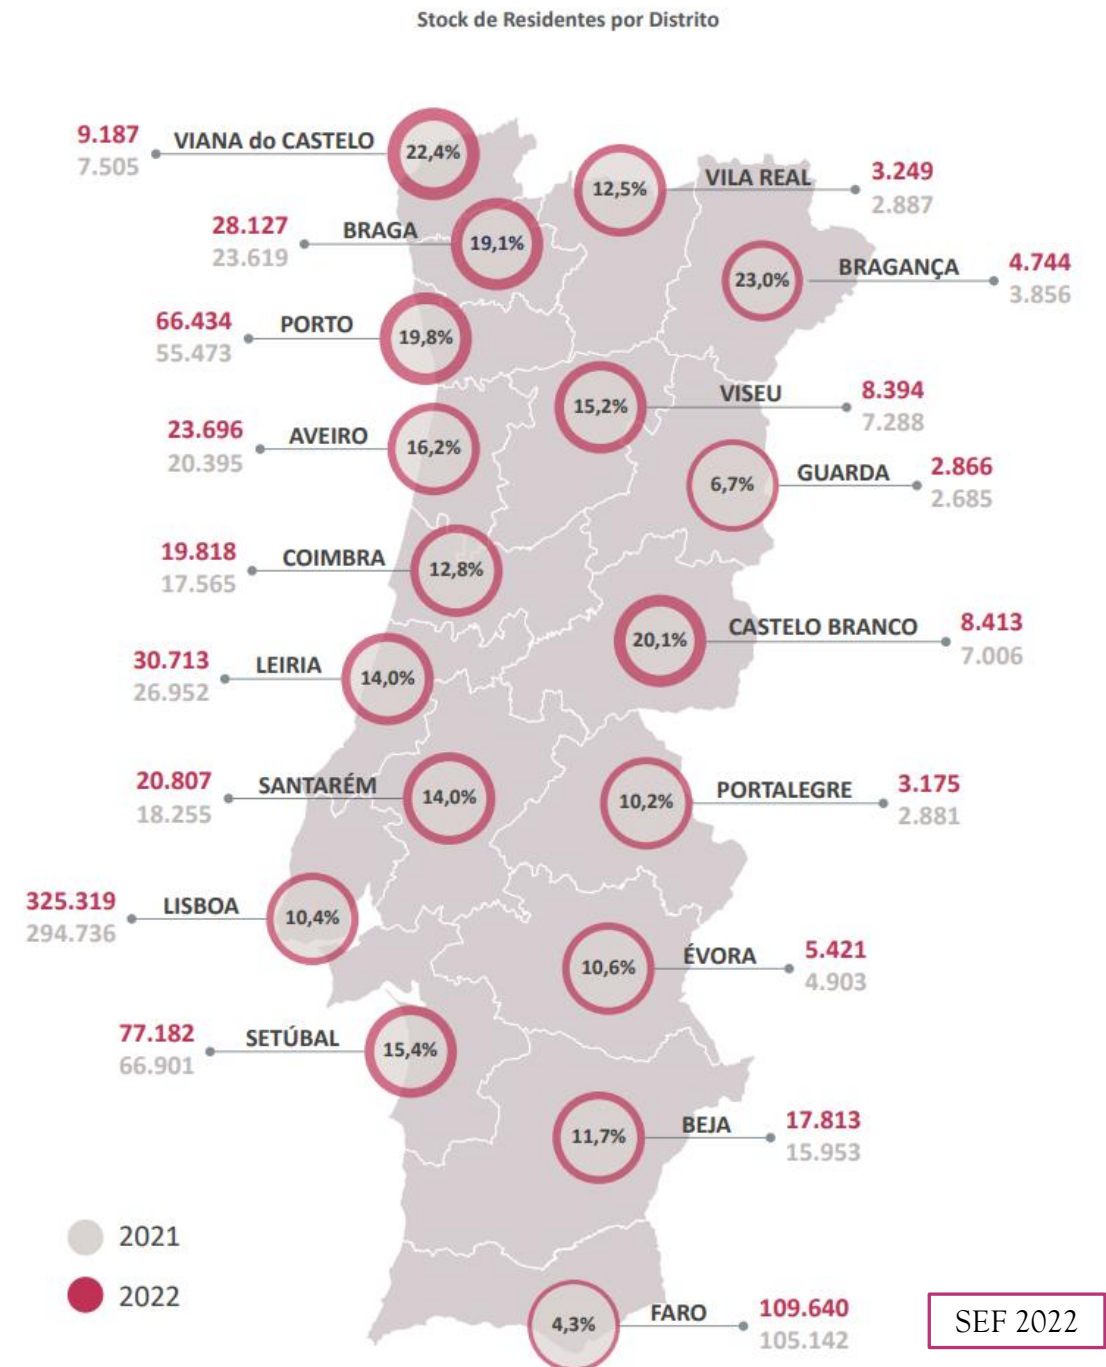 Stock de Residentes por Distrito
9.187
7.505
VIANA do CASTELO
22,4%
12,5%
VILA REAL
3.249
2.887
28.127
23.619
BRAGA
19,1%
23,0%
BRAGANÇA
4.744
3.856
66.434
55.473
PORTO
19,8%
15,2%
VISEU
8.394
7.288
23.696
20.395
AVEIRO
16,2%
6,7%
GUARDA
2.866
2.685
19.818
17.565
COIMBRA
12,8%
20,1%
CASTELO BRANCO
8.413
7.006
30.713
26.952
LEIRIA
14,0%
20.807
18.255
SANTARÉM
14,0%
10,2%
PORTALEGRE
3.175
2.881
325.319
294.736
LISBOA
10,4%
10,6%
ÉVORA
5.421
4.903
77.182
66.901
SETÚBAL
15,4%
11,7%
BEJA
17.813
15.953
2021
2022
4,3%
FARO
109.640
105.142
SEF 2022